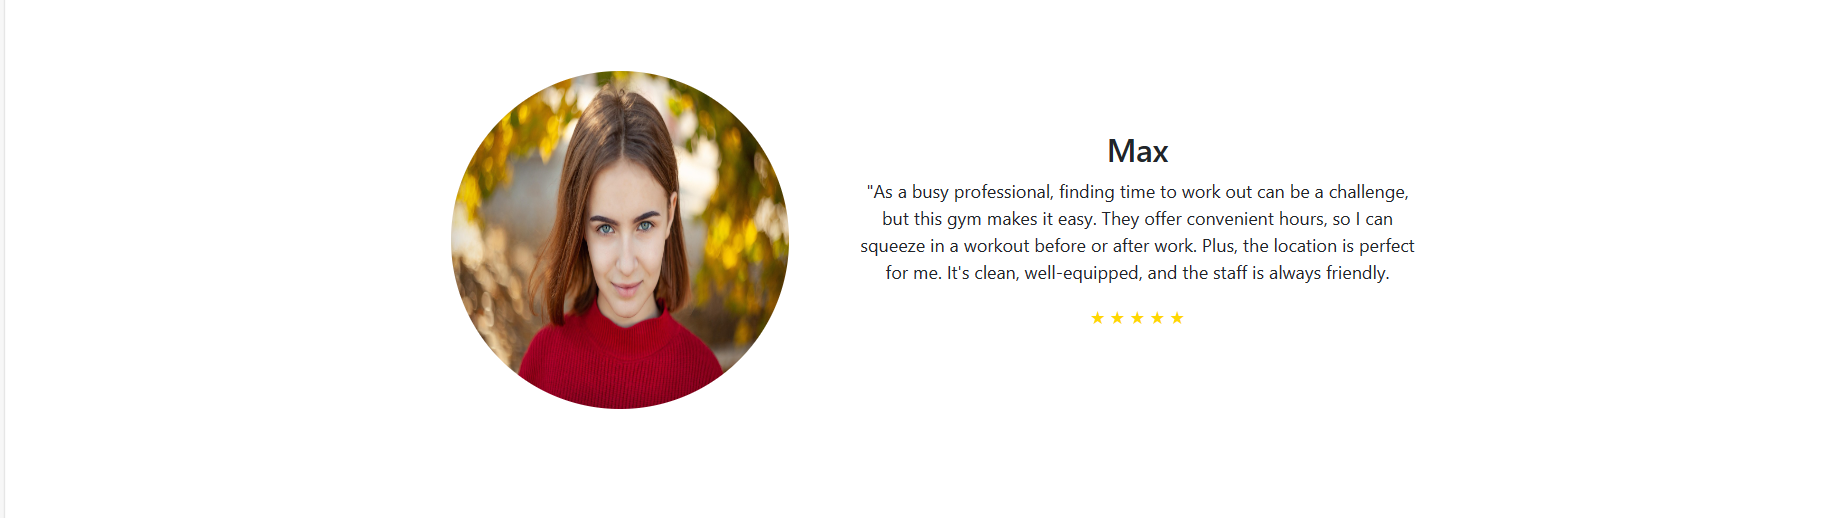 Max
"As a busy professional, finding time to work out can be a challenge,
but this gym makes it easy. They offer convenient hours, so I can
squeeze in a workout before or after work. Plus, the location is perfect
for me. It's clean, well-equipped, and the staff is always friendly.
★ ★ ★ ★ ★